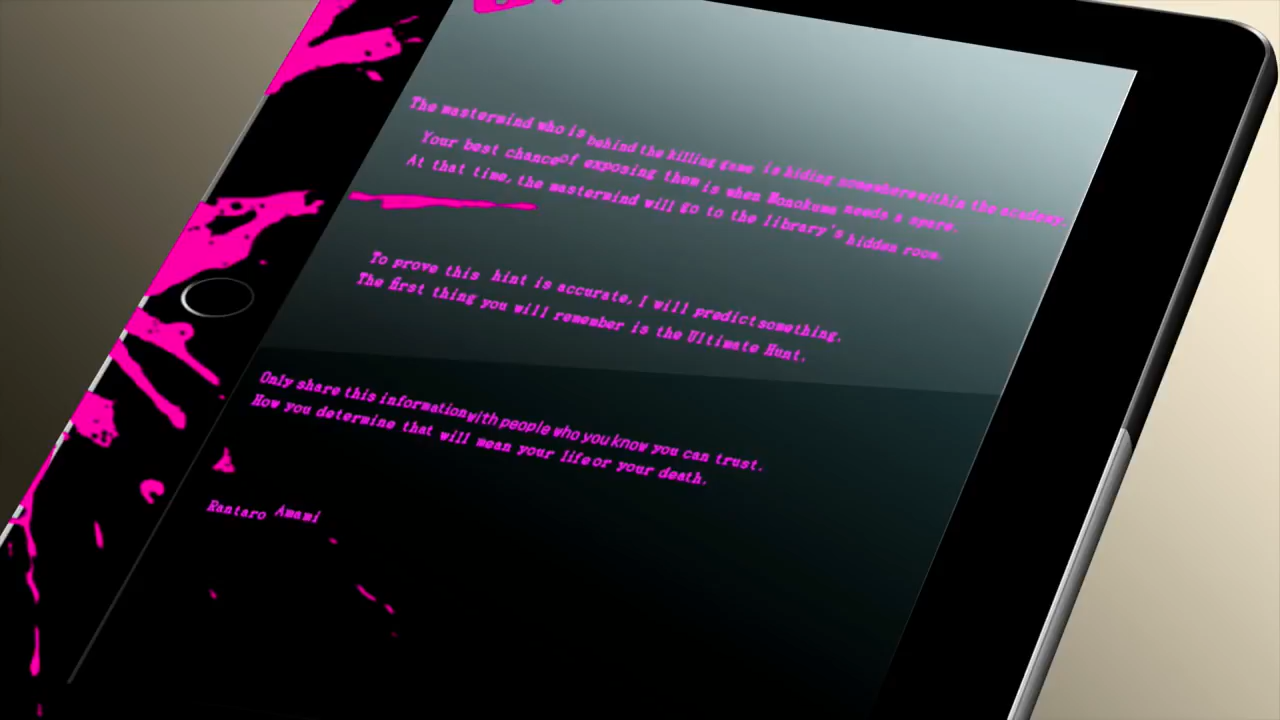 The mastermind who is behind the killing game is hiding somewhere within the academy.
Your best chance of exposing them is when Monokuma needs a spare.
At that time, the mastermind will go to the library's hidden room.
To prove this hint is accurate, I will predict something.
The first thing you will remember is the Ultimate Hunt.
Only share this information with people who you know you can trust.
How you determine that will mean your life or your death.
Rantaro Amami